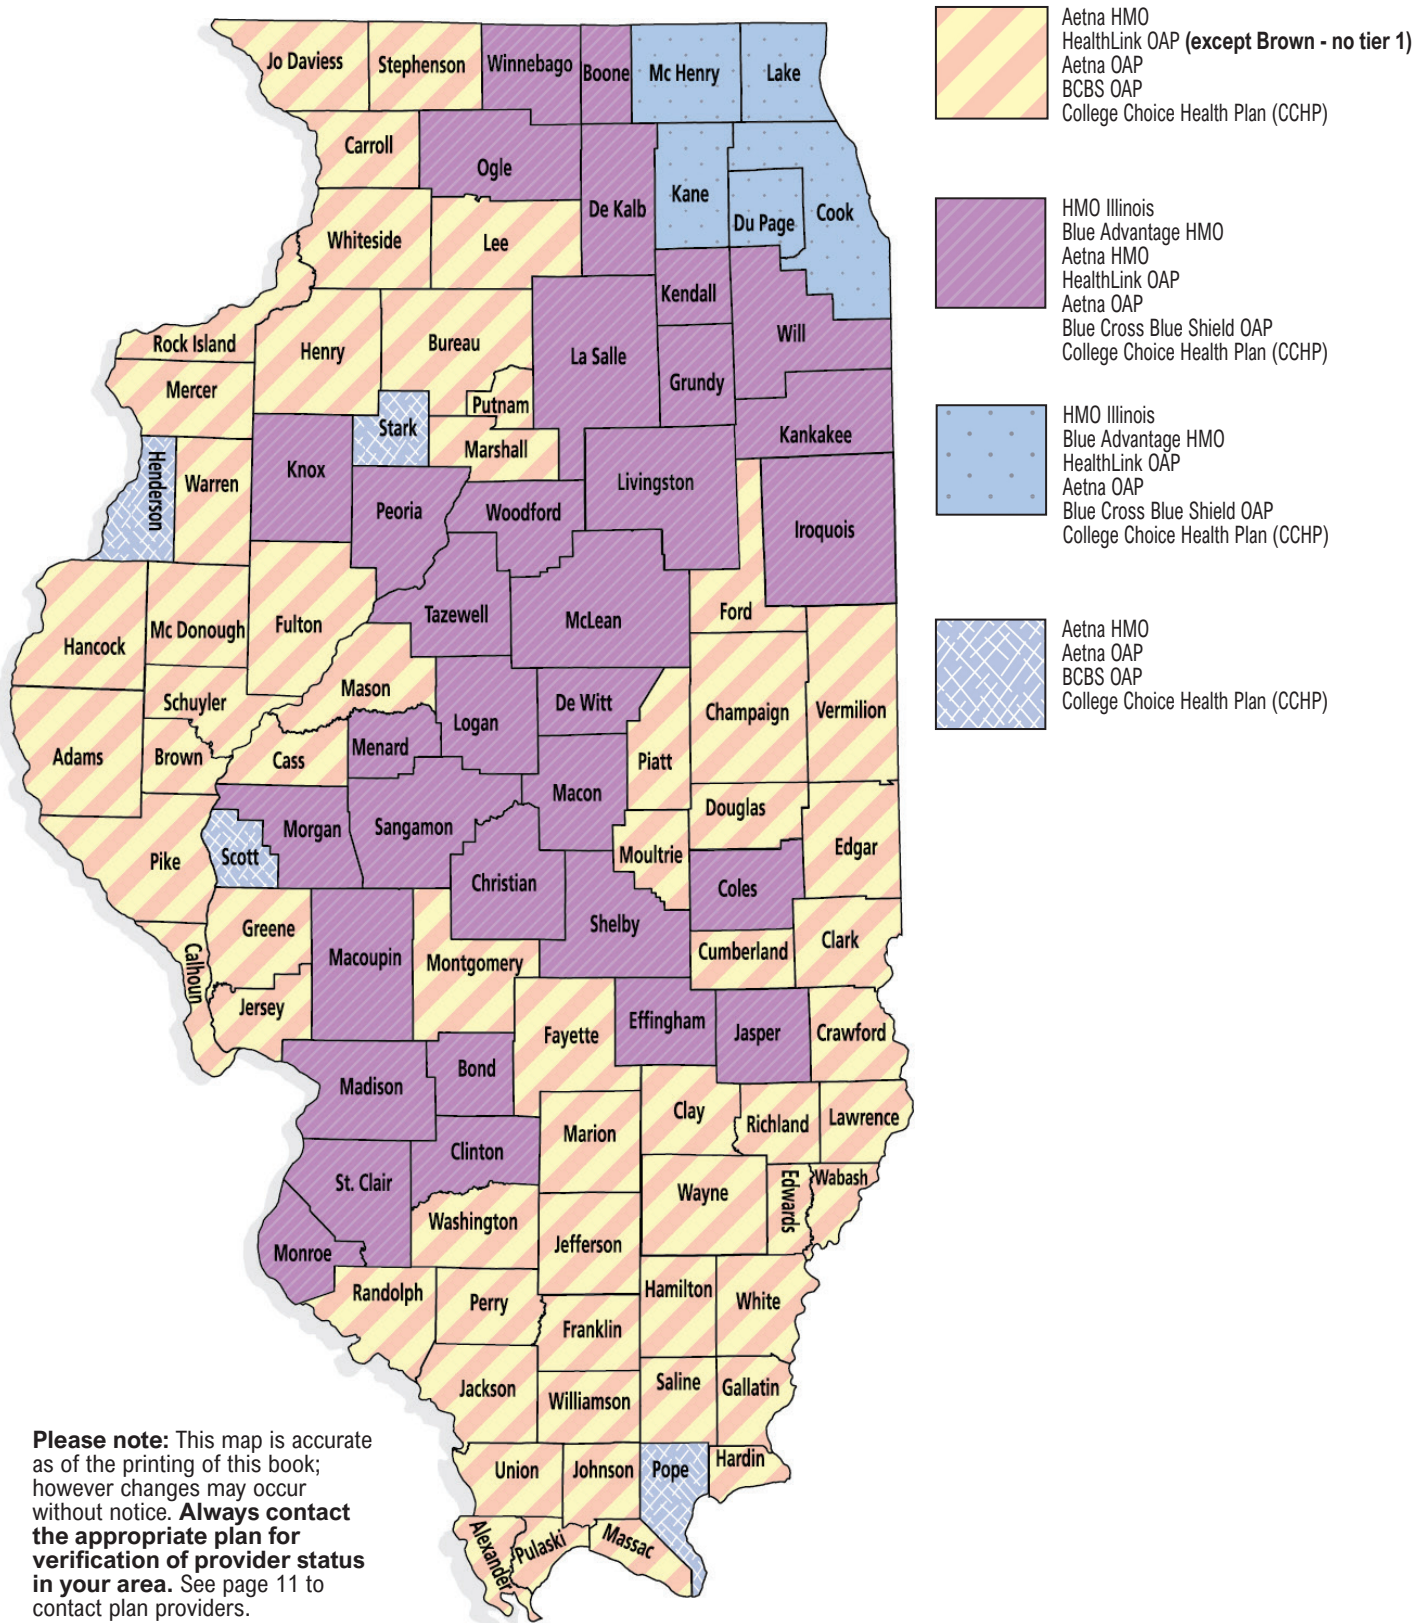 Jo Daviess
Stephenson
Winnebago
Boone
Mc Henry
Lake
Carroll
Ogle
De Kalb
Kane
Du Page
Cook
Whiteside
Lee
Kendall
Will
Rock Island
Henry
Bureau
La Salle
Grundy
Mercer
Putnam
Kankakee
Stark
Marshall
Henderson
Warren
Knox
Peoria
Woodford
Livingston
Iroquois
Hancock
Mc Donough
Fulton
Tazewell
McLean
Ford
Schuyler
Mason
Logan
De Witt
Champaign
Vermilion
Adams
Brown
Cass
Menard
Piatt
Macon
Douglas
Pike
Scott
Morgan
Sangamon
Christian
Moultrie
Edgar
Coles
Shelby
Greene
Calhoun
Macoupin
Montgomery
Cumberland
Clark
Jersey
Fayette
Effingham
Jasper
Crawford
Madison
Bond
Clay
Richland
Lawrence
Marion
Clinton
St. Clair
Wayne
Edwards
Wabash
Washington
Jefferson
Monroe
Randolph
Perry
Hamilton
White
Franklin
Jackson
Williamson
Saline
Gallatin
Union
Johnson
Pope
Hardin
Alexander
Pulaski
Massac
Aetna HMO
HealthLink OAP (except Brown - no tier 1)
Aetna OAP
BCBS OAP
College Choice Health Plan (CCHP)
HMO Illinois
Blue Advantage HMO
Aetna HMO
HealthLink OAP
Aetna OAP
Blue Cross Blue Shield OAP
College Choice Health Plan (CCHP)
HMO Illinois
Blue Advantage HMO
HealthLink OAP
Aetna OAP
Blue Cross Blue Shield OAP
College Choice Health Plan (CCHP)
Aetna HMO
Aetna OAP
BCBS OAP
College Choice Health Plan (CCHP)
Please note: This map is accurate
as of the printing of this book;
however changes may occur
without notice. Always contact
the appropriate plan for
verification of provider status
in your area. See page 11 to
contact plan providers.